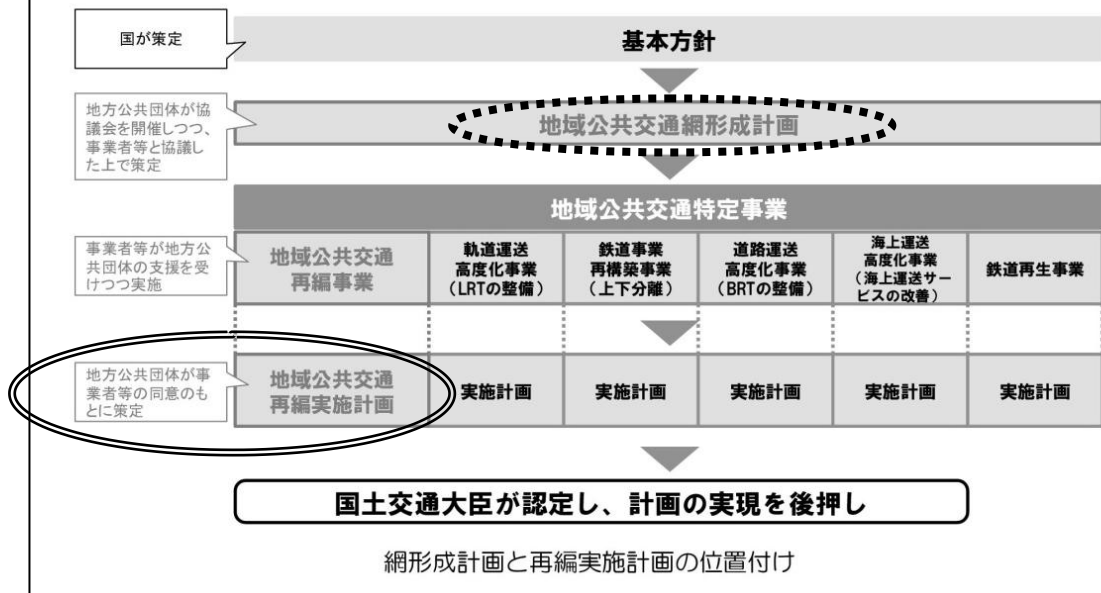 国が策定
基本方針
地方公共団体が協
議会を開催しつつ、
事業者等と協議し
た上で策定
地域公共交通網形成計画
地域公共交通特定事業
事業者等が地方公
共団体の支援を受
けつつ実施
地域公共交通
再編事業
軌道運送
高度化事業
（LRTの整備）
鉄道事業
再構築事業
（上下分離）
道路運送
高度化事業
（BRTの整備）
海上運送
高度化事業
（海上運送サー
ビスの改善）
鉄道再生事業
地方公共団体が事
業者等の同意のも
とに策定
地域公共交通
再編実施計画
実施計画
実施計画
実施計画
実施計画
実施計画
国土交通大臣が認定し、計画の実現を後押し
網形成計画と再編実施計画の位置付け